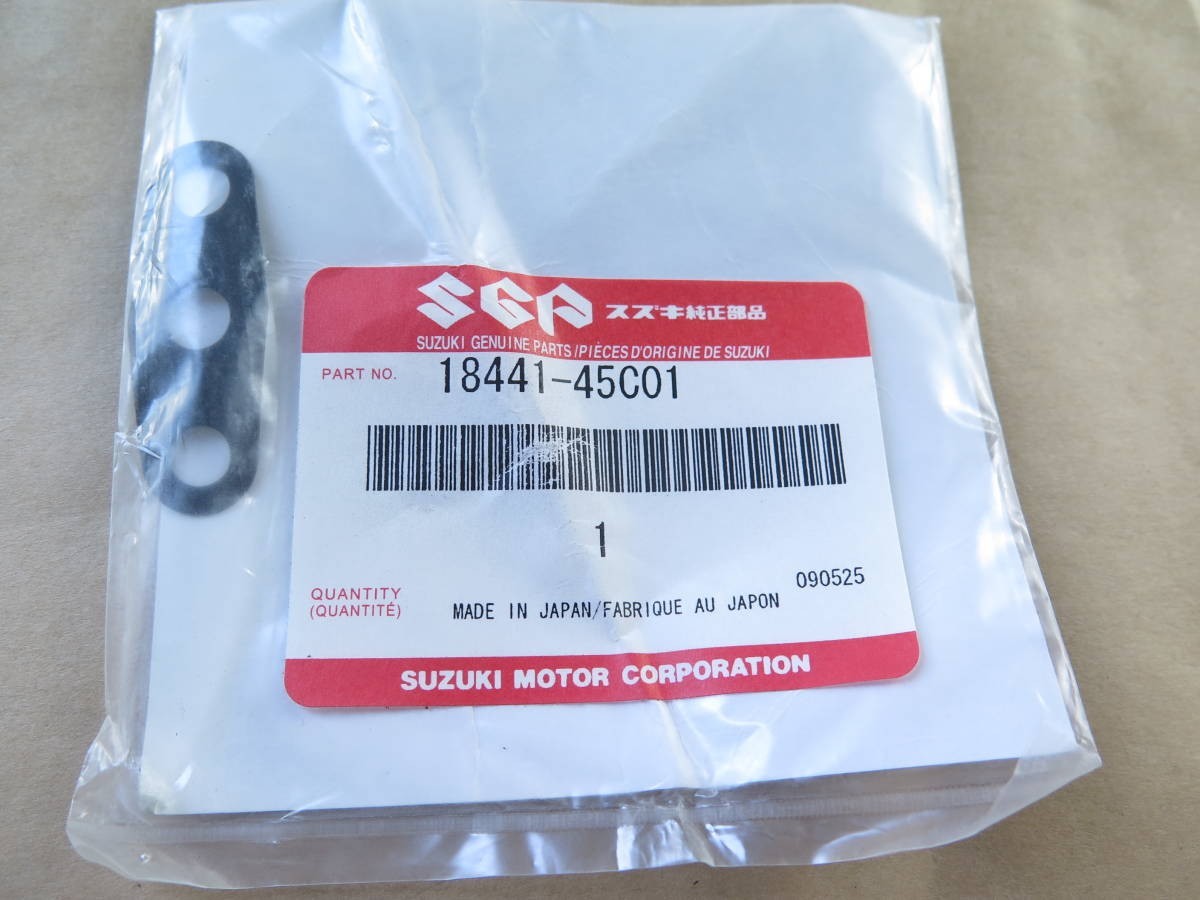 SGP スズキ純正部品
SUZUKI GENUINE PARTS/PIÈCES D'ORIGINE DE SUZUKI
PART NO. 18441-45C01
1
090525
QUANTITY
(QUANTITÉ)
MADE IN JAPAN/FABRIQUE AU JAPON
SUZUKI MOTOR CORPORATION